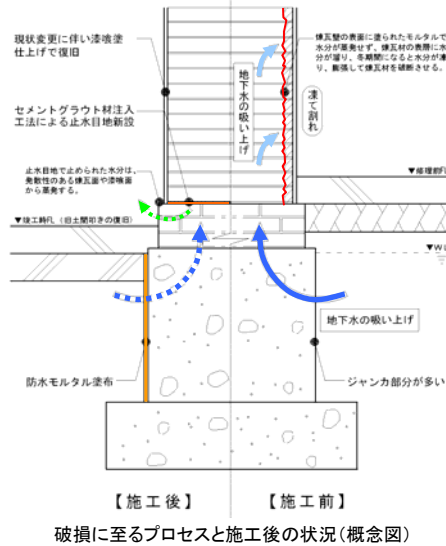 現状変更に伴い漆喰塗
仕上げで復旧
セメントグラウト材注入
工法による止水目地新設
止水目地で止められた水分は、
発散性のある煉瓦面や漆喰面
から蒸発する。
▼竣工時FL（旧土間叩きの復旧）
防水モルタル塗布
地下水の吸い上げ
煉瓦壁の表面に塗られたモルタルで
水分が蒸発せず、煉瓦材の表層に水
分が溜り、冬期間になると水分が凍
り、膨張して煉瓦材を破断させる。
凍て割れ
▼修理前F
▼W
地下水の吸い上げ
ジャンカ部分が多い
【施工後】
【施工前】
破損に至るプロセスと施工後の状況（概念図）